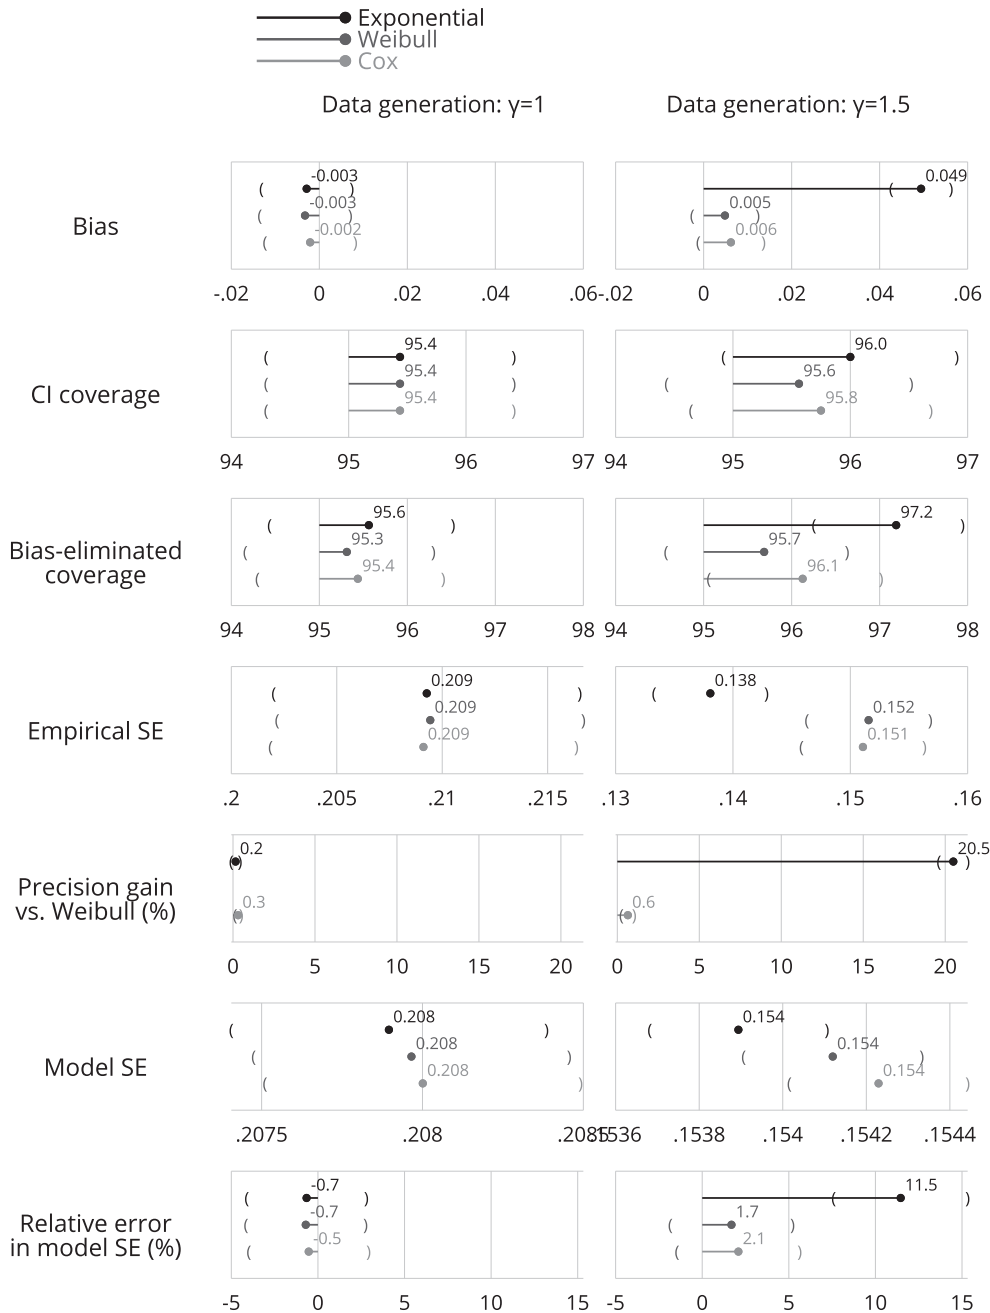 Exponential
Weibull
Cox
Data generation: γ=1
Data generation: γ=1.5
Bias
-0.003
-0.003
-0.002
-.02 0 .02 .04 .06
0.049
0.005
0.006
-.02 0 .02 .04 .06
CI coverage
95.4
95.4
95.4
94 95 96 97
96.0
95.6
95.8
94 95 96 97
Bias-eliminated
coverage
95.6
95.3
95.4
94 95 96 97 98
97.2
95.7
96.1
94 95 96 97 98
Empirical SE
0.209
0.209
0.209
.2 .205 .21 .215
0.138
0.152
0.151
.13 .14 .15 .16
Precision gain
vs. Weibull (%)
0.2
0.3
0 5 10 15 20
20.5
0.6
0 5 10 15 20
Model SE
0.208
0.208
0.208
.2075 .208 .2085
0.154
0.154
0.154
.1536 .1538 .154 .1542 .1544
Relative error
in model SE (%)
-0.7
-0.7
-0.5
-5 0 5 10 15
11.5
1.7
2.1
-5 0 5 10 15